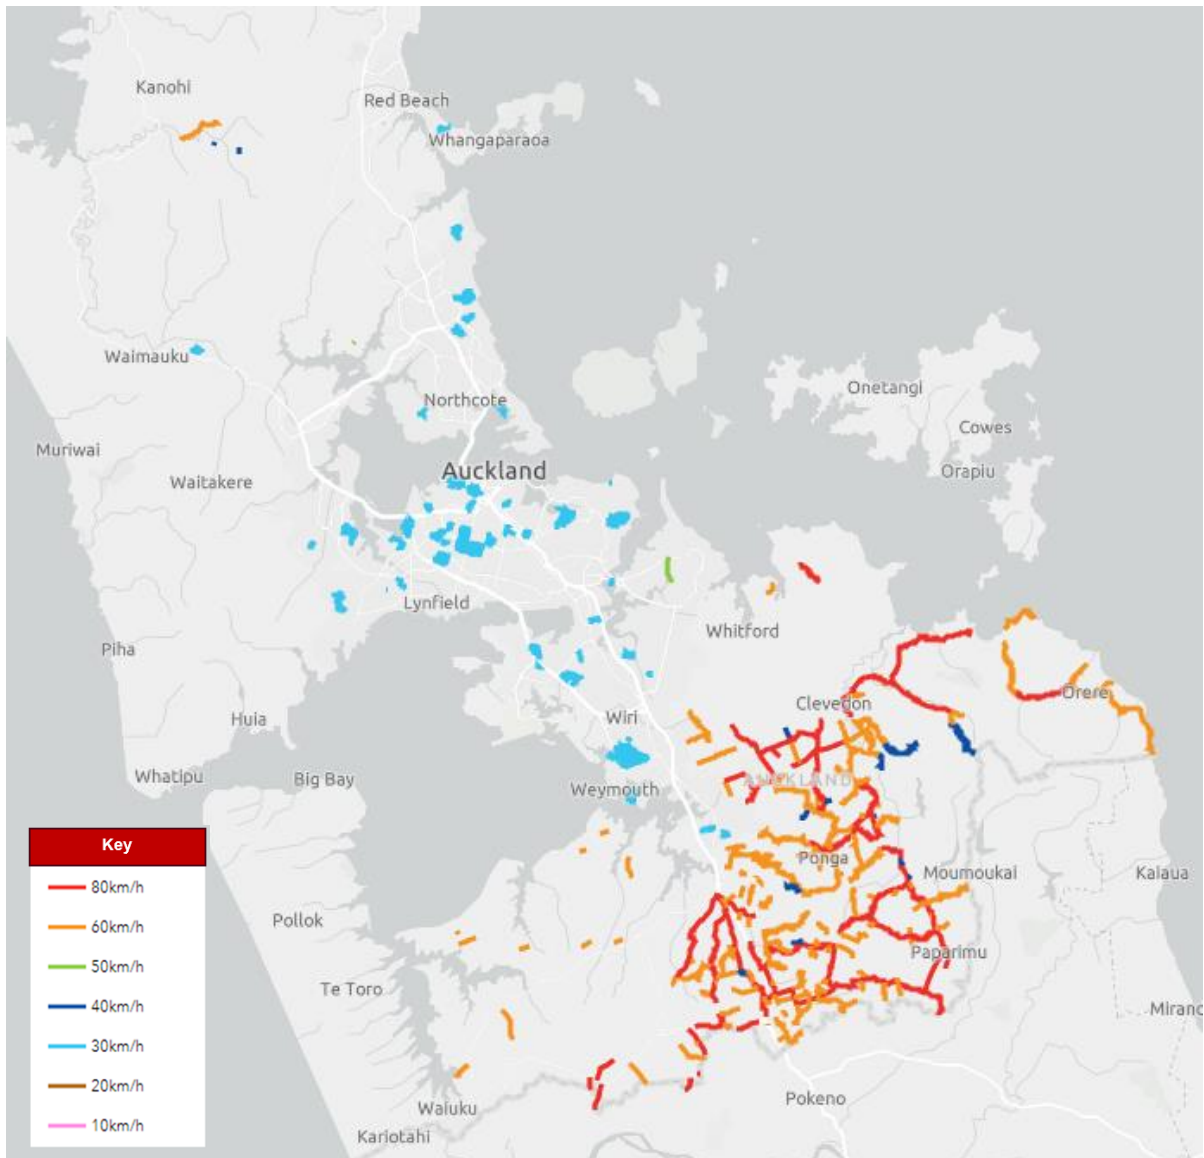 Kanohi
Red Beach
Whangaparaoa
Waimauku
Northcote
Onetangi
Cowes
Muriwai
Auckland
Orapiu
Waitakere
Lynfield
Whitford
Piha
Orere
Clevedon
Huia
Wiri
Whatipu
Big Bay
AUCKLAND
Weymouth
Key
80km/h
60km/h
50km/h
40km/h
30km/h
20km/h
10km/h
Ponga
Moumoukai
Kaiaua
Pollok
Paparimu
Te Toro
Miranc
Pokeno
Waiuku
Kariotahi